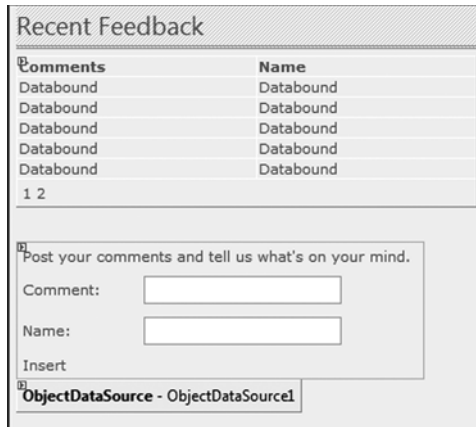 Recent Feedback
Comments Name
Databound Databound
Databound Databound
Databound Databound
Databound Databound
Databound Databound
1 2
Post your comments and tell us what's on your mind.
Comment:
Name:
Insert
ObjectDataSource - ObjectDataSource1